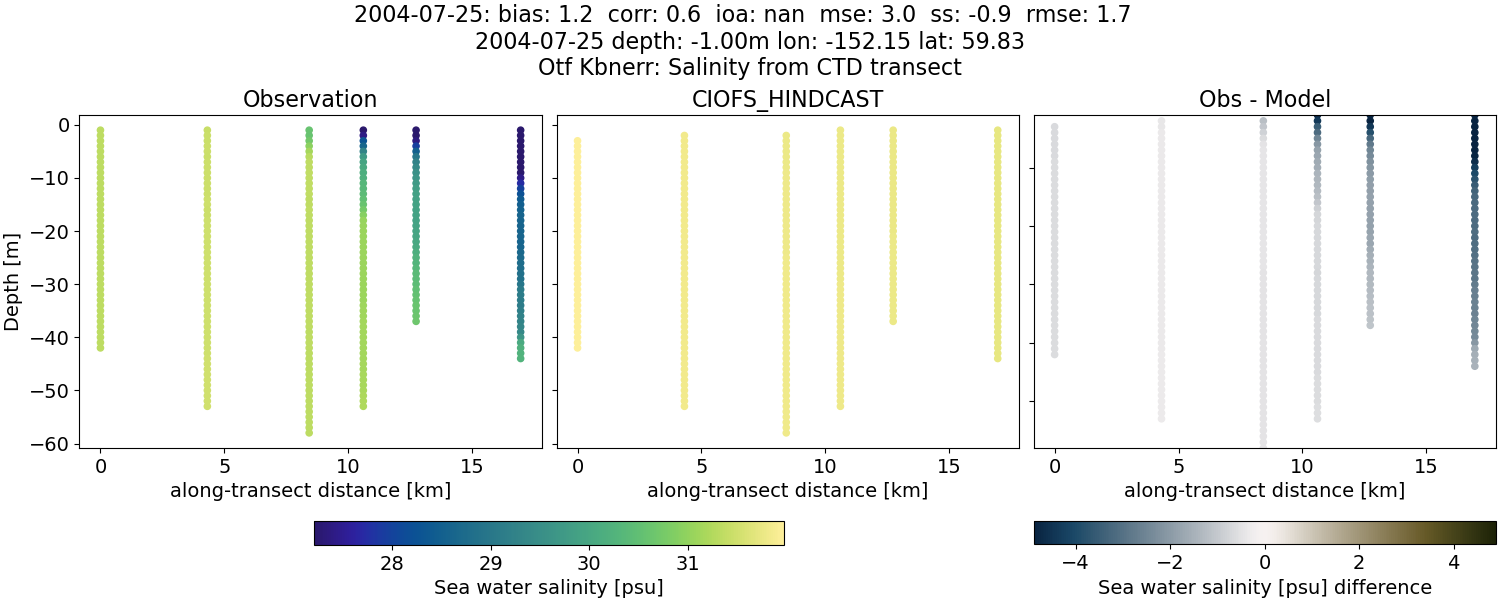 2004-07-25: bias: 1.2  corr: 0.6  ioa: nan  mse: 3.0  ss: -0.9  rmse: 1.7
2004-07-25 depth: -1.00m lon: -152.15 lat: 59.83
Otf Kbnerr: Salinity from CTD transect
Observation
CIOFS_HINDCAST
Obs - Model
Depth [m]
0
−10
−20
−30
−40
−50
−60
0 5 10 15
0 5 10 15
0 5 10 15
along-transect distance [km]
along-transect distance [km]
along-transect distance [km]
28 29 30 31
Sea water salinity [psu]
−4 −2 0 2 4
Sea water salinity [psu] difference